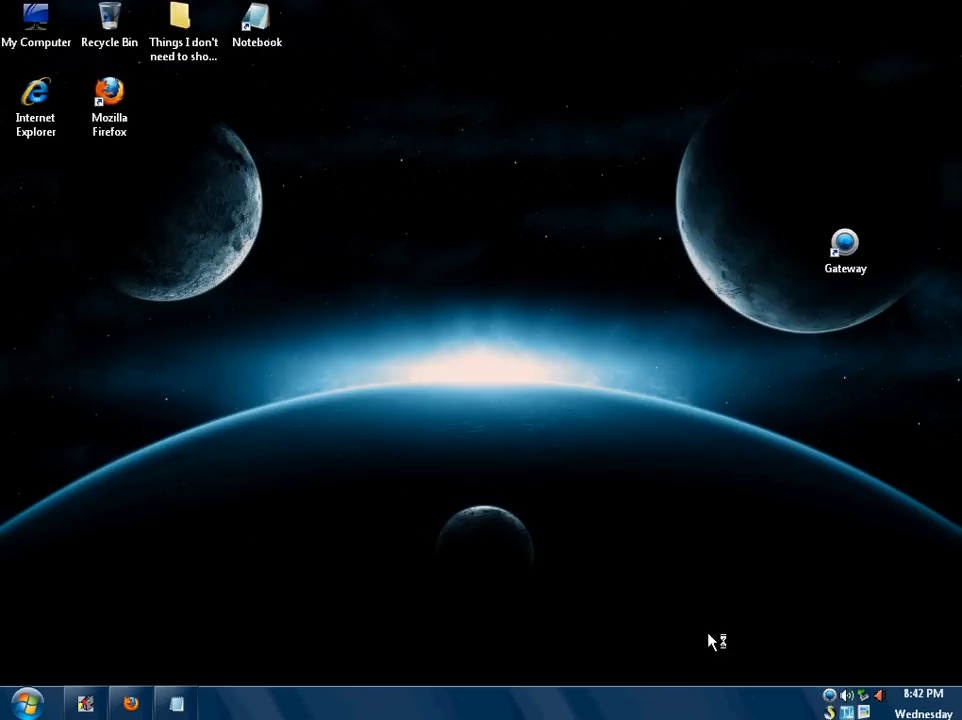 My Computer
Recycle Bin
Things I don't
need to sho...
Notebook
Internet
Explorer
Mozilla
Firefox
Gateway
8:42 PM
Wednesday